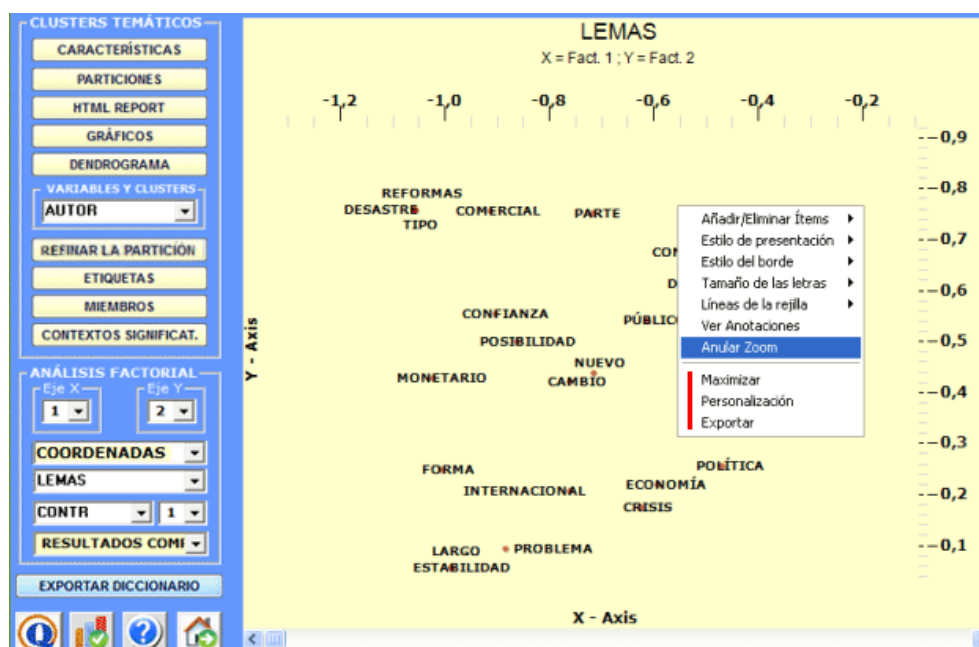 CLUSTERS TEMÁTICOS
CARACTERÍSTICAS
PARTICIONES
HTML REPORT
GRÁFICOS
DENDROGRAMA
VARIABLES Y CLUSTERS
AUTOR
REFINAR LA PARTICIÓN
ETIQUETAS
MIEMBROS
CONTEXTOS SIGNIFICAT.
ANÁLISIS FACTORIAL
Eje X Eje Y
1 2
COORDENADAS
LEMAS
CONTR 1
RESULTADOS COMP
EXPORTAR DICCIONARIO
LEMAS
X = Fact. 1 ; Y = Fact. 2
-1,2 -1,0 -0,8 -0,6 -0,4 -0,2
--0,9
--0,8
--0,7
--0,6
--0,5
--0,4
--0,3
--0,2
--0,1
REFORMAS
DESASTRE COMERCIAL PARTE
TIPO
CON
D
CONFIANZA PÚBLICO
POSIBILIDAD
NUEVO
MONETARIO CAMBIO
POLÍTICA
FORMA ECONOMÍA
INTERNACIONAL
CRISIS
LARGO PROBLEMA
ESTABILIDAD
Y - Axis
X - Axis
Añadir/Eliminar Ítems
Estilo de presentación
Estilo del borde
Tamaño de las letras
Líneas de la rejilla
Ver Anotaciones
Anular Zoom
Maximizar
Personalización
Exportar